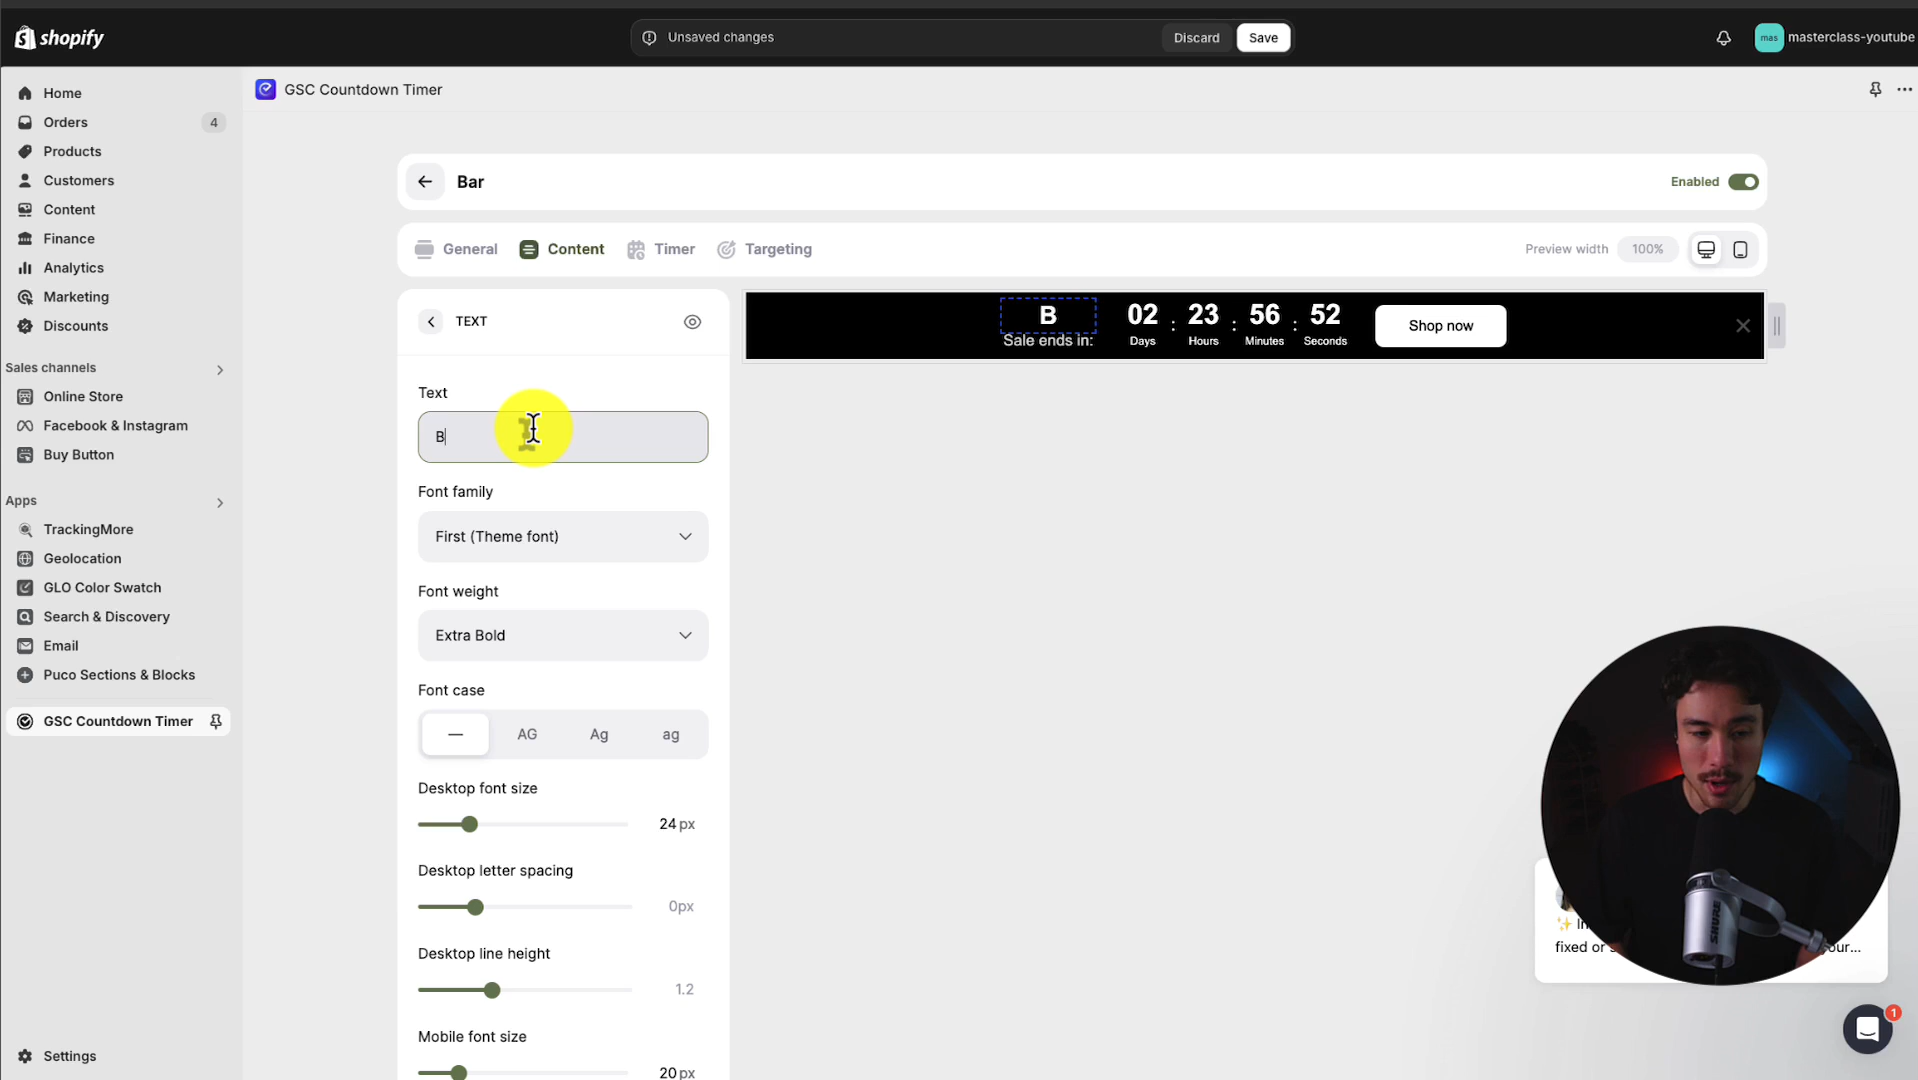 shopify
Unsaved changes
Discard
Save
mas
masterclass-youtube
Home
Orders
4
Products
Customers
Content
Finance
Analytics
Marketing
Discounts
Sales channels
Online Store
Facebook & Instagram
Buy Button
Apps
TrackingMore
Geolocation
GLO Color Swatch
Search & Discovery
Email
Puco Sections & Blocks
GSC Countdown Timer
Settings
GSC Countdown Timer
Bar
Enabled
General
Content
Timer
Targeting
Preview width
100%
TEXT
Text
B
Font family
First (Theme font)
Font weight
Extra Bold
Font case
—
AG
Ag
ag
Desktop font size
24 px
Desktop letter spacing
0px
Desktop line height
1.2
Mobile font size
20 px
B
Sale ends in:
02 : 23 : 56 : 52
Days Hours Minutes Seconds
Shop now
SHURE
fixed or
1